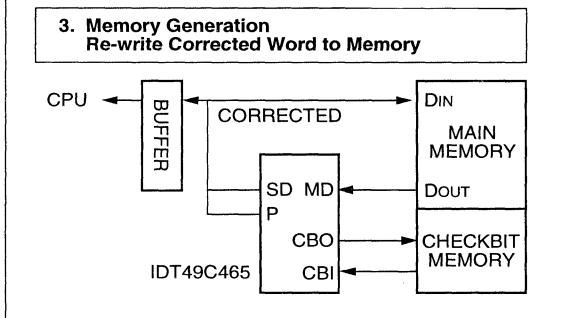 3. Memory Generation
Re-write Corrected Word to Memory
CPU
BUFFER
CORRECTED
DIN
MAIN
MEMORY
DOUT
SD MD
P
CBO
CBI
CHECKBIT
MEMORY
IDT49C465